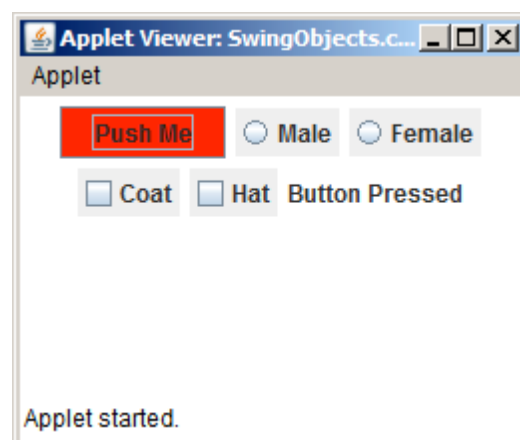 Applet Viewer: SwingObjects.c...
Applet
Push Me Male Female
Coat Hat Button Pressed
Applet started.